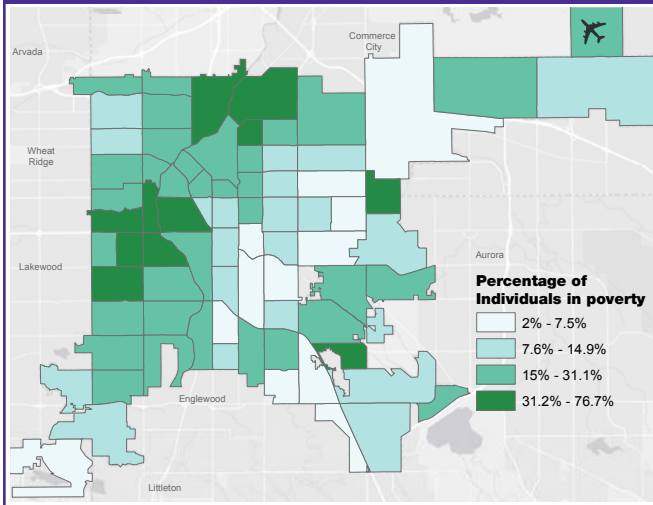 Arvada
Commerce
City
Wheat
Ridge
Lakewood
Aurora
Percentage of
Individuals in poverty
2% - 7.5%
7.6% - 14.9%
15% - 31.1%
31.2% - 76.7%
Englewood
Littleton